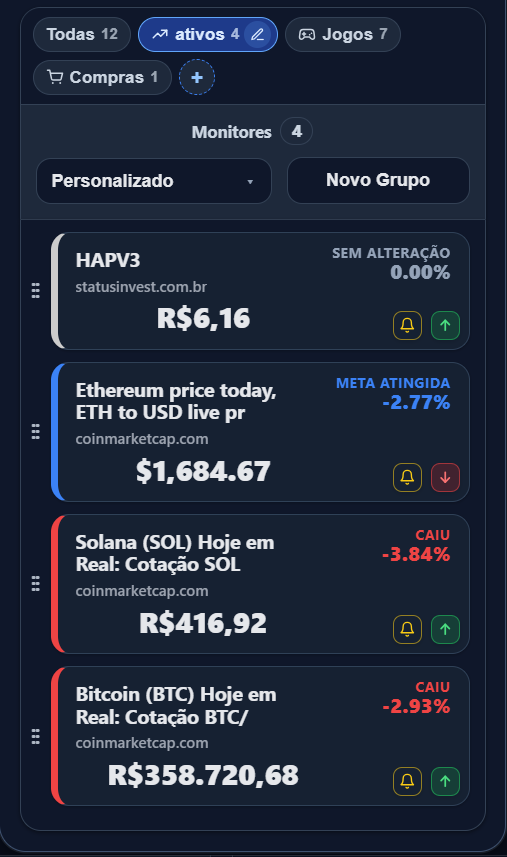 Todas 12
ativos 4
Jogos 7
Compras 1
+
Monitores 4
Personalizado
Novo Grupo
HAPV3
SEM ALTERAÇÃO
0.00%
statusinvest.com.br
R$6,16
Ethereum price today,
ETH to USD live pr
META ATINGIDA
-2.77%
coinmarketcap.com
$1,684.67
Solana (SOL) Hoje em
Real: Cotação SOL
CAIU
-3.84%
coinmarketcap.com
R$416,92
Bitcoin (BTC) Hoje em
Real: Cotação BTC/
CAIU
-2.93%
coinmarketcap.com
R$358.720,68